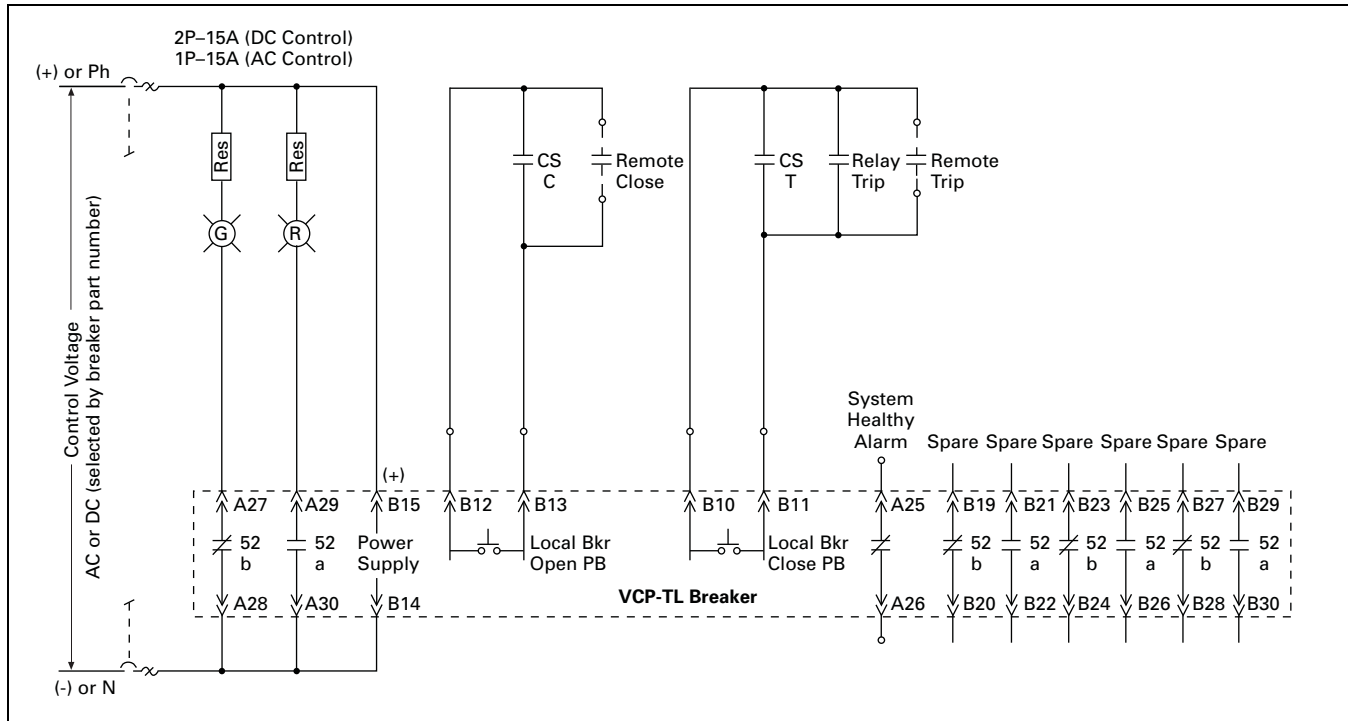 2P–15A (DC Control)
1P–15A (AC Control)
(+) or Ph
Control Voltage
AC or DC (selected by breaker part number)
(-) or N
Res
Res
G
R
CS
C
Remote
Close
CS
T
Relay
Trip
Remote
Trip
System
Healthy
Alarm
Spare
Spare
Spare
Spare
Spare
Spare
(+)
A27
A29
B15
B12
B13
B10
B11
A25
B19
B21
B23
B25
B27
B29
52
b
52
a
Power
Supply
Local Bkr
Open PB
Local Bkr
Close PB
52
b
52
a
52
b
52
a
52
b
52
a
VCP-TL Breaker
A28
A30
B14
A26
B20
B22
B24
B26
B28
B30